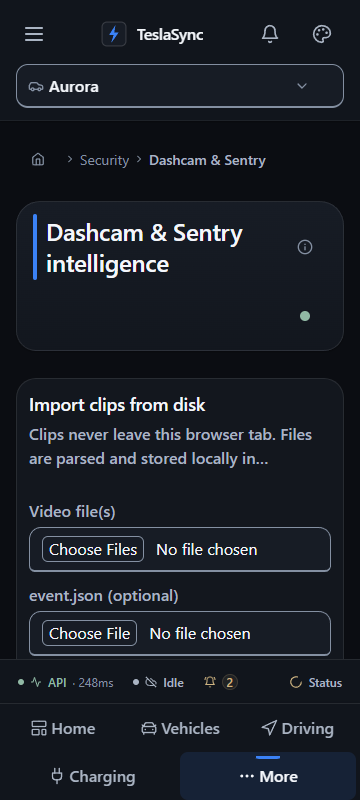 TeslaSync
Aurora
Security
Dashcam & Sentry
Dashcam & Sentry
intelligence
Import clips from disk
Clips never leave this browser tab. Files
are parsed and stored locally in...
Video file(s)
Choose Files No file chosen
event.json (optional)
Choose File No file chosen
API · 248ms Idle 2 Status
Home Vehicles Driving
Charging More